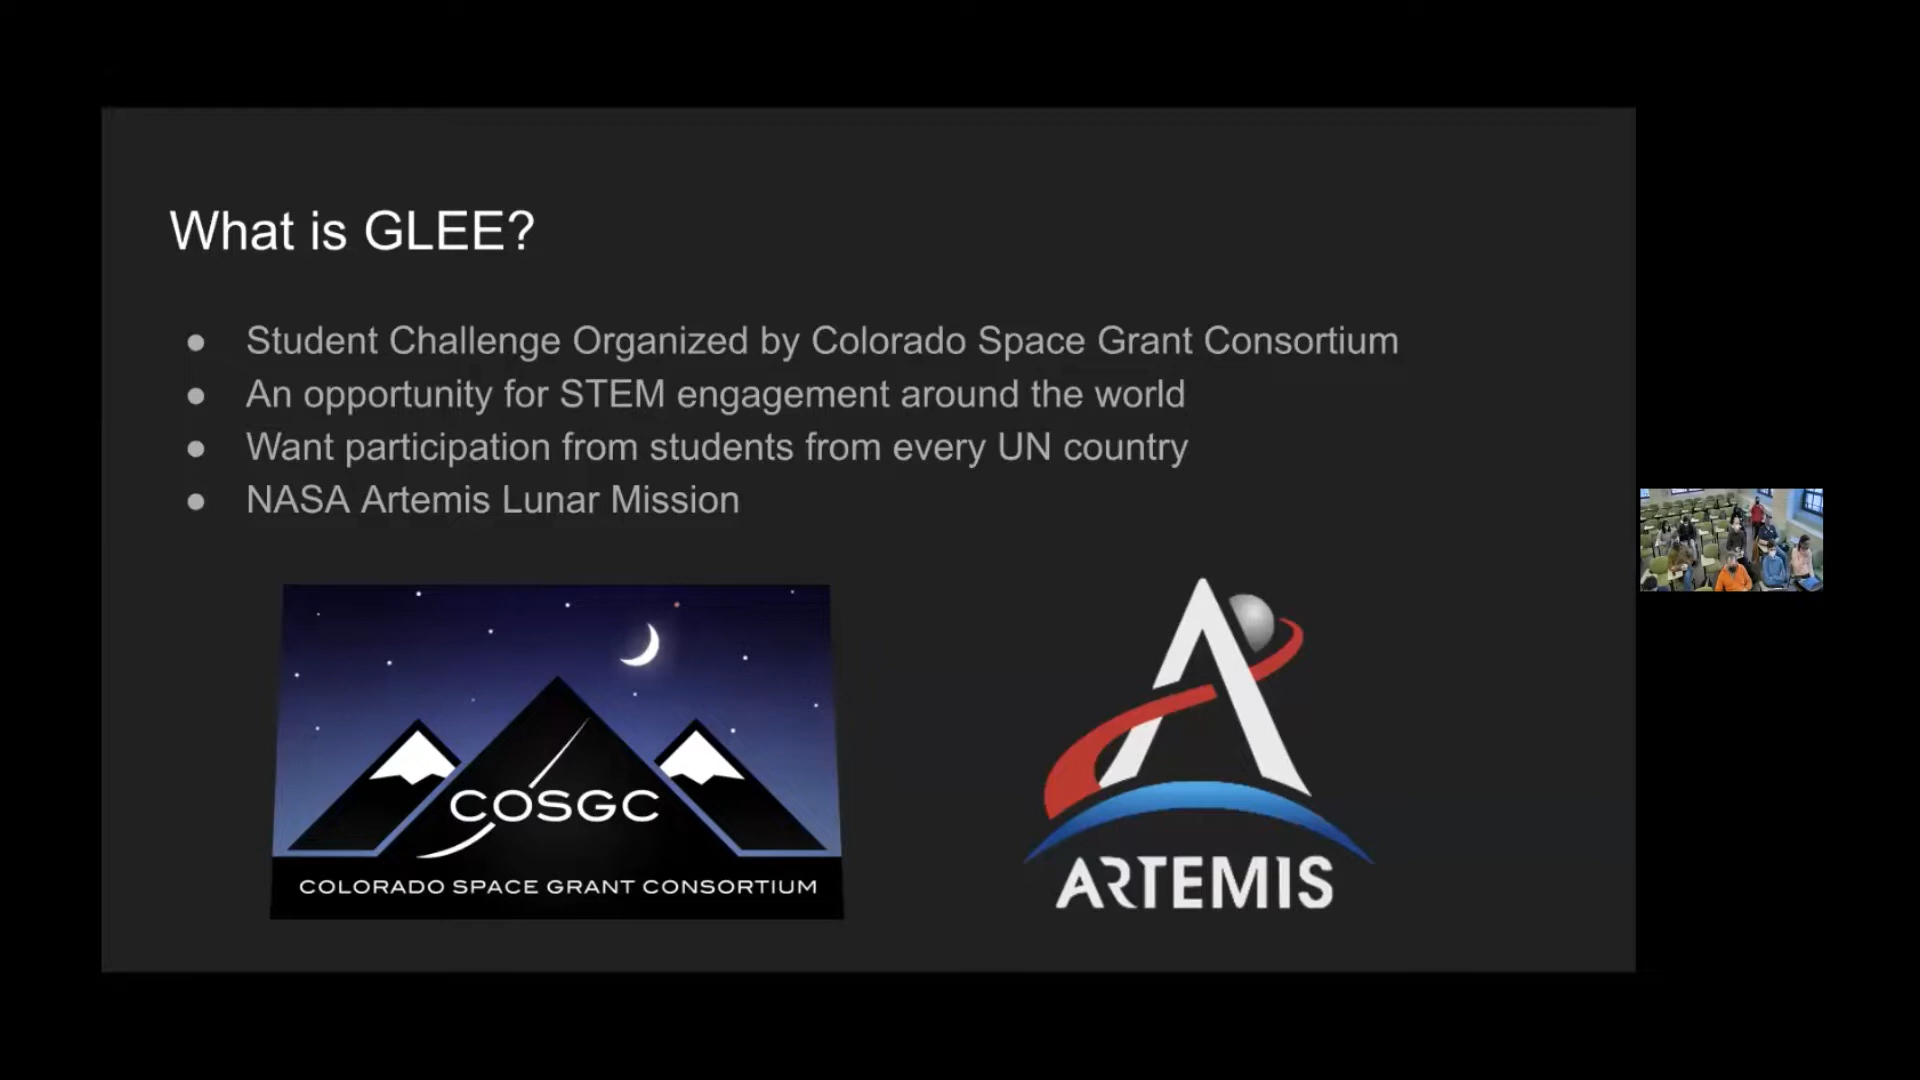 What is GLEE?
● Student Challenge Organized by Colorado Space Grant Consortium
● An opportunity for STEM engagement around the world
● Want participation from students from every UN country
● NASA Artemis Lunar Mission
COSGC
COLORADO SPACE GRANT CONSORTIUM
ARTEMIS